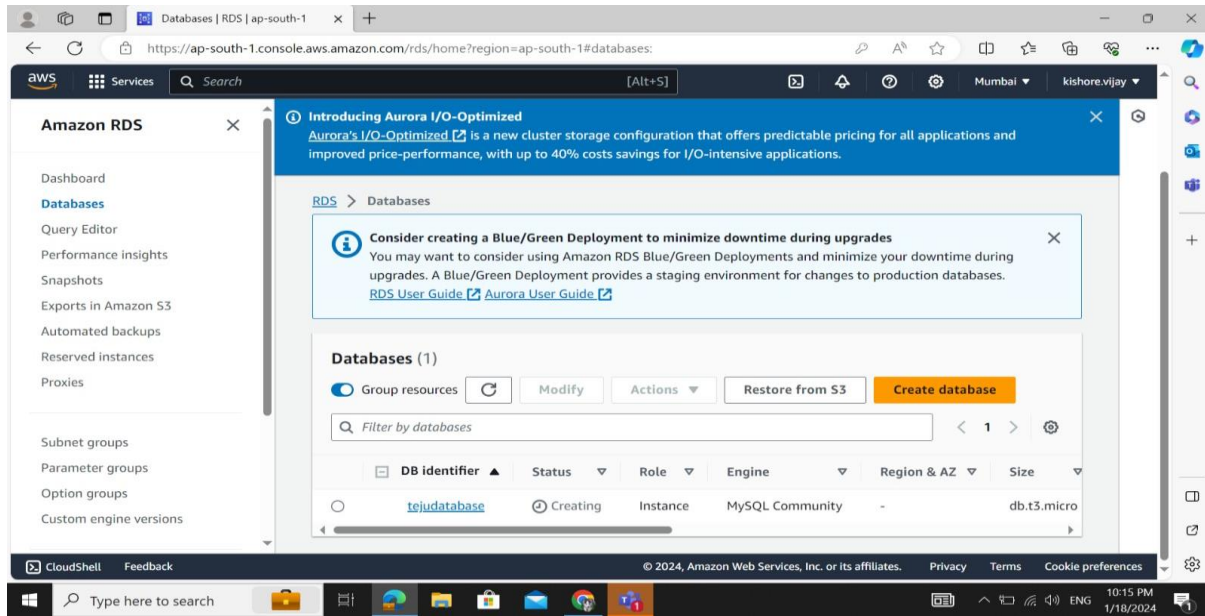 Databases | RDS | ap-south-1
https://ap-south-1.console.aws.amazon.com/rds/home?region=ap-south-1#databases:
aws Services Search [Alt+S] Mumbai kishore.vijay
Amazon RDS
Dashboard
Databases
Query Editor
Performance insights
Snapshots
Exports in Amazon S3
Automated backups
Reserved instances
Proxies
Subnet groups
Parameter groups
Option groups
Custom engine versions
Introducing Aurora I/O-Optimized
Aurora's I/O-Optimized is a new cluster storage configuration that offers predictable pricing for all applications and
improved price-performance, with up to 40% costs savings for I/O-intensive applications.
RDS > Databases
Consider creating a Blue/Green Deployment to minimize downtime during upgrades
You may want to consider using Amazon RDS Blue/Green Deployments and minimize your downtime during
upgrades. A Blue/Green Deployment provides a staging environment for changes to production databases.
RDS User Guide Aurora User Guide
Databases (1)
Group resources Modify Actions Restore from S3 Create database
Filter by databases 1
DB identifier Status Role Engine Region & AZ Size
tejudatabase Creating Instance MySQL Community - db.t3.micro
CloudShell Feedback © 2024, Amazon Web Services, Inc. or its affiliates. Privacy Terms Cookie preferences
Type here to search ENG 10:15 PM
1/18/2024